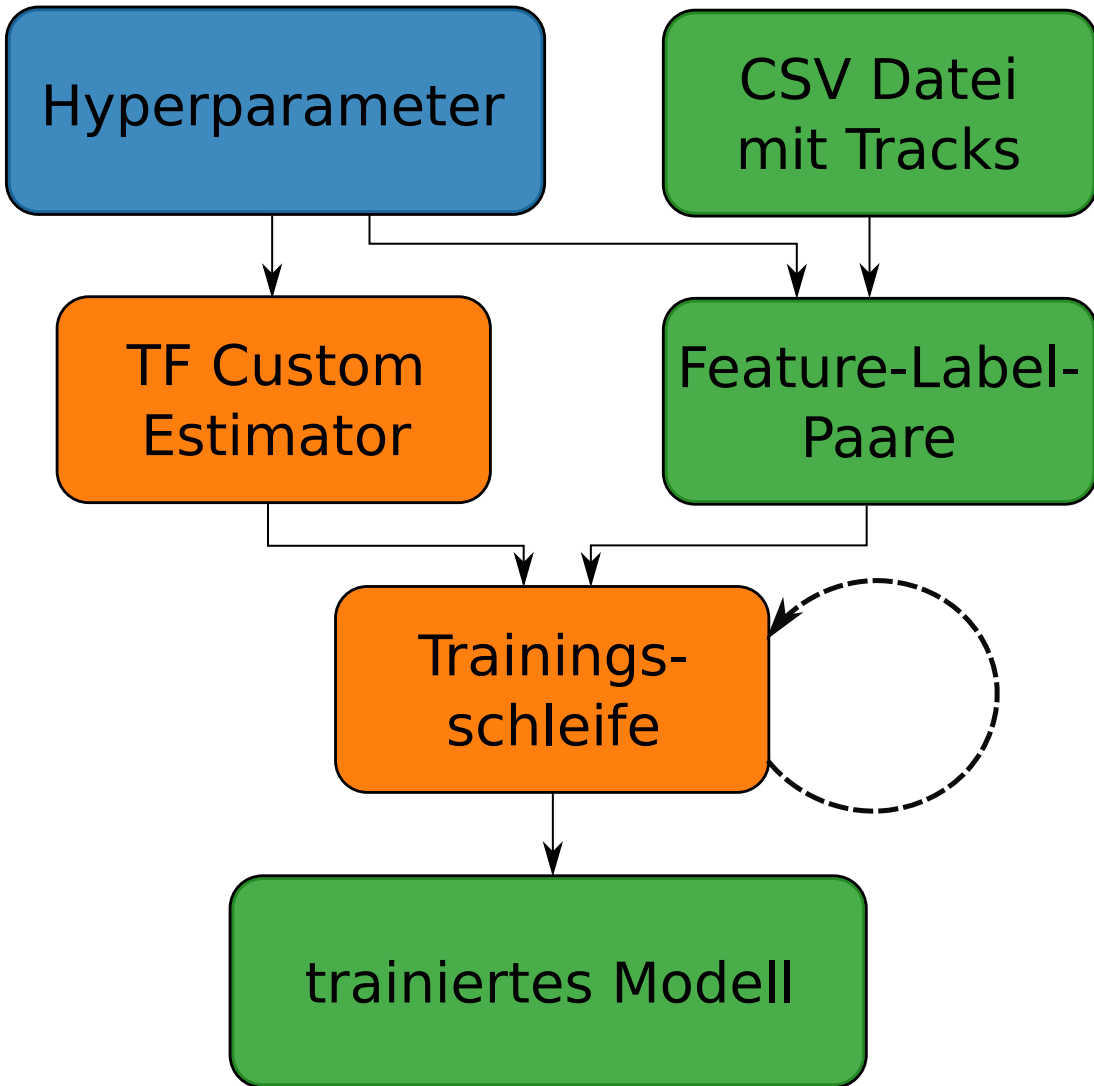 Hyperparameter
CSV Datei
mit Tracks
TF Custom
Estimator
Feature-Label-
Paare
Trainings-
schleife
trainiertes Modell